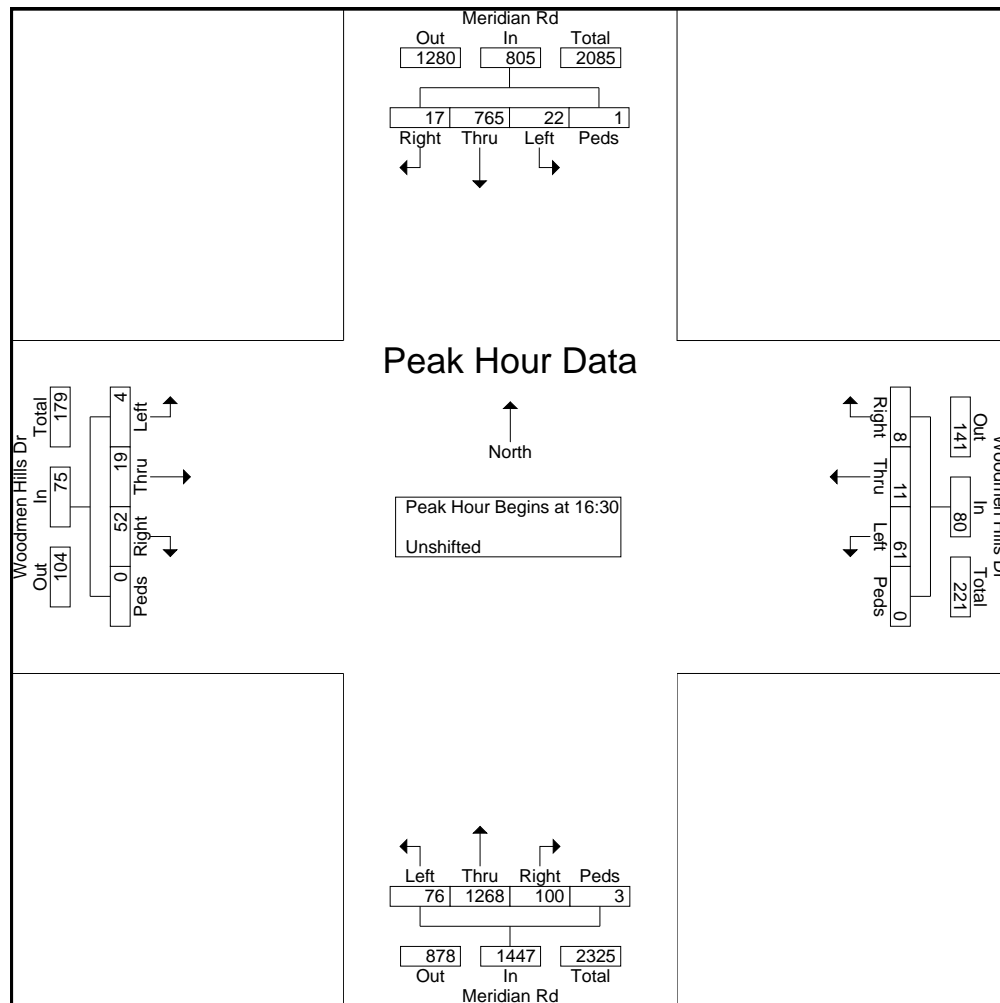 Meridian Rd
Out In Total
1280 805 2085
17 765 22 1
Right Thru Left Peds
Peak Hour Data
North
Peak Hour Begins at 16:30
Unshifted
Woodmen Hills Dr
Total In Out
179 75 104
4 19 52 0
Left Thru Right Peds
Right Thru Left Peds
8 11 61 0
141 80 221
Out In Total
Woodmen Hills Dr
Left Thru Right Peds
76 1268 100 3
878 1447 2325
Out In Total
Meridian Rd